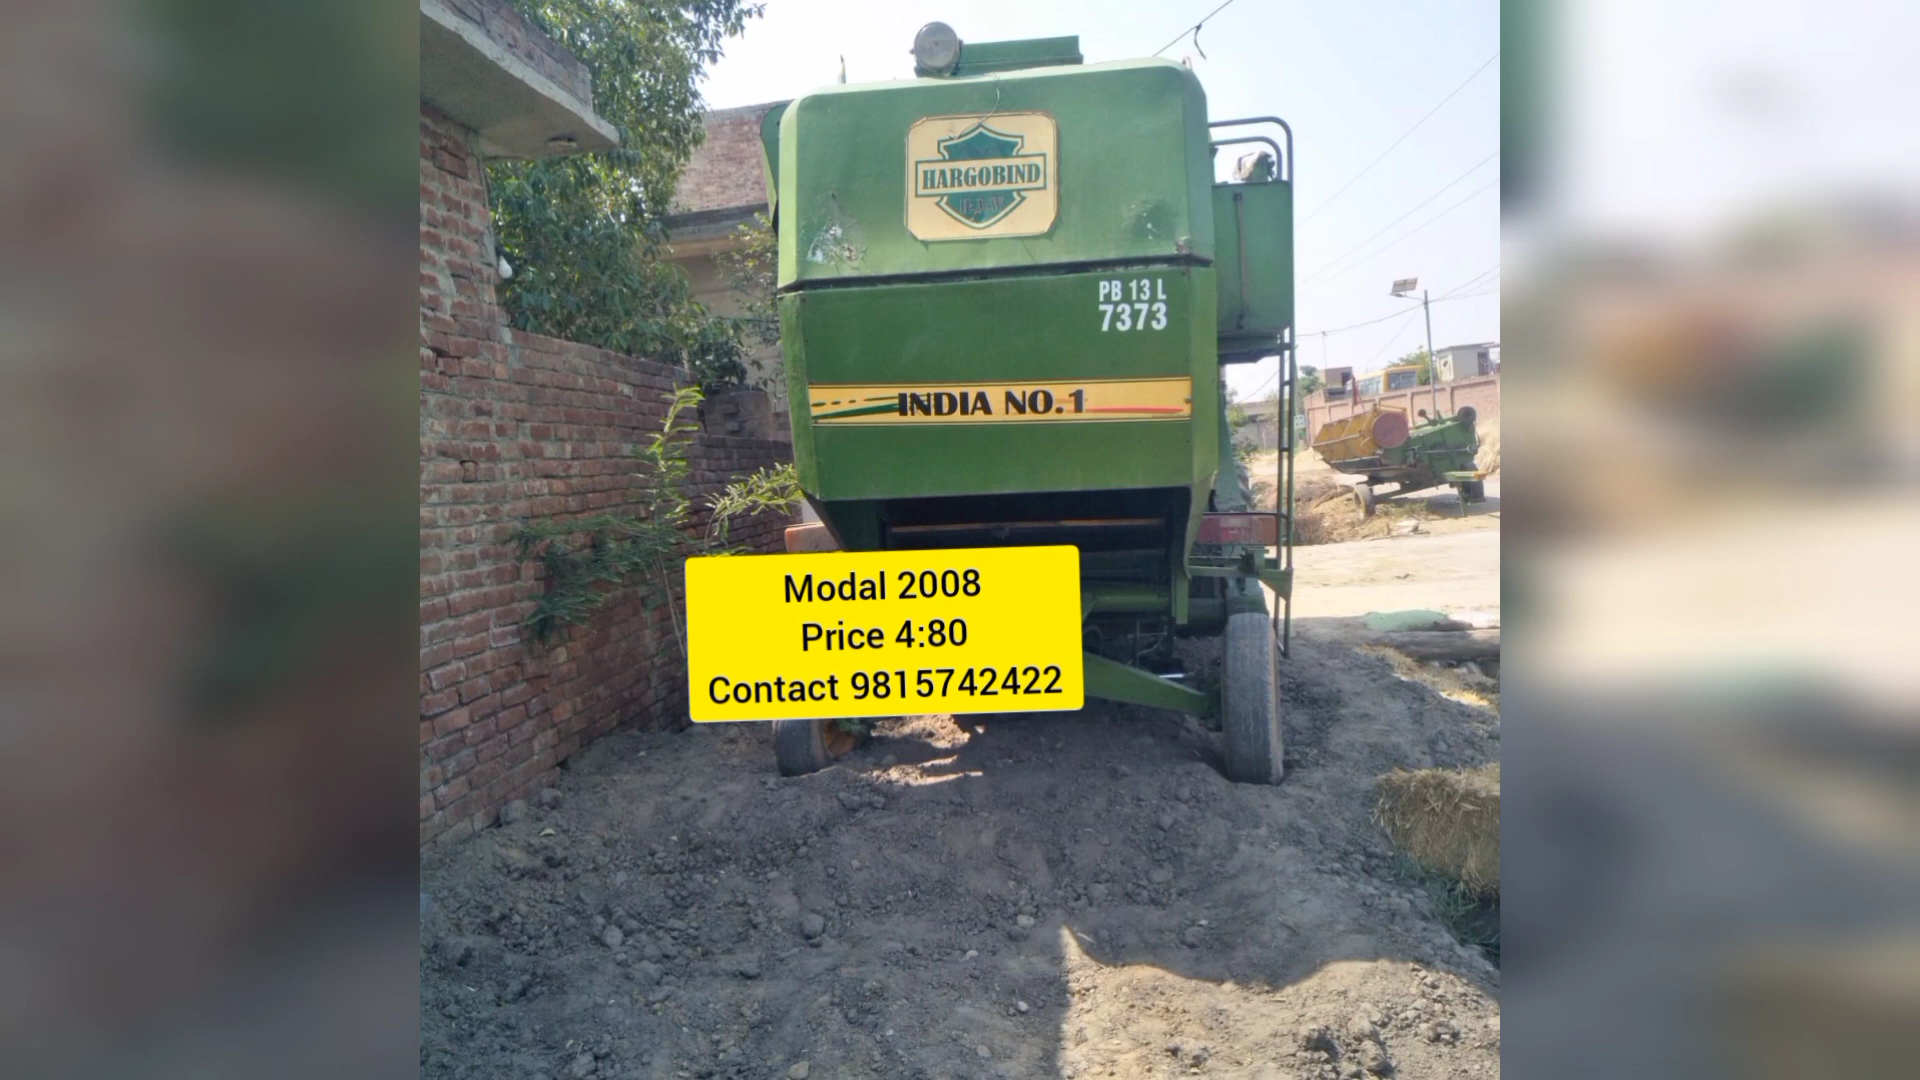 HARGOBIND
PB 13 L
7373
INDIA NO.1
Modal 2008
Price 4:80
Contact 9815742422